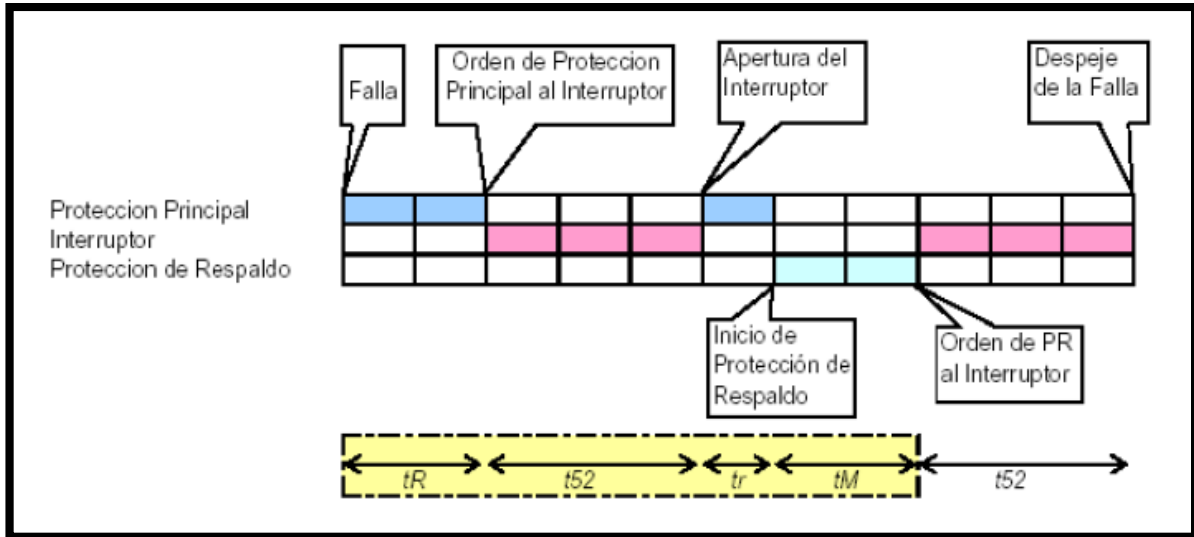 Falla
Orden de Proteccion
Principal al Interruptor
Apertura del
Interruptor
Despeje
de la Falla
Proteccion Principal
Interruptor
Proteccion de Respaldo
Inicio de
Protección de
Respaldo
Orden de PR
al Interruptor
tR
t52
tr
tM
t52